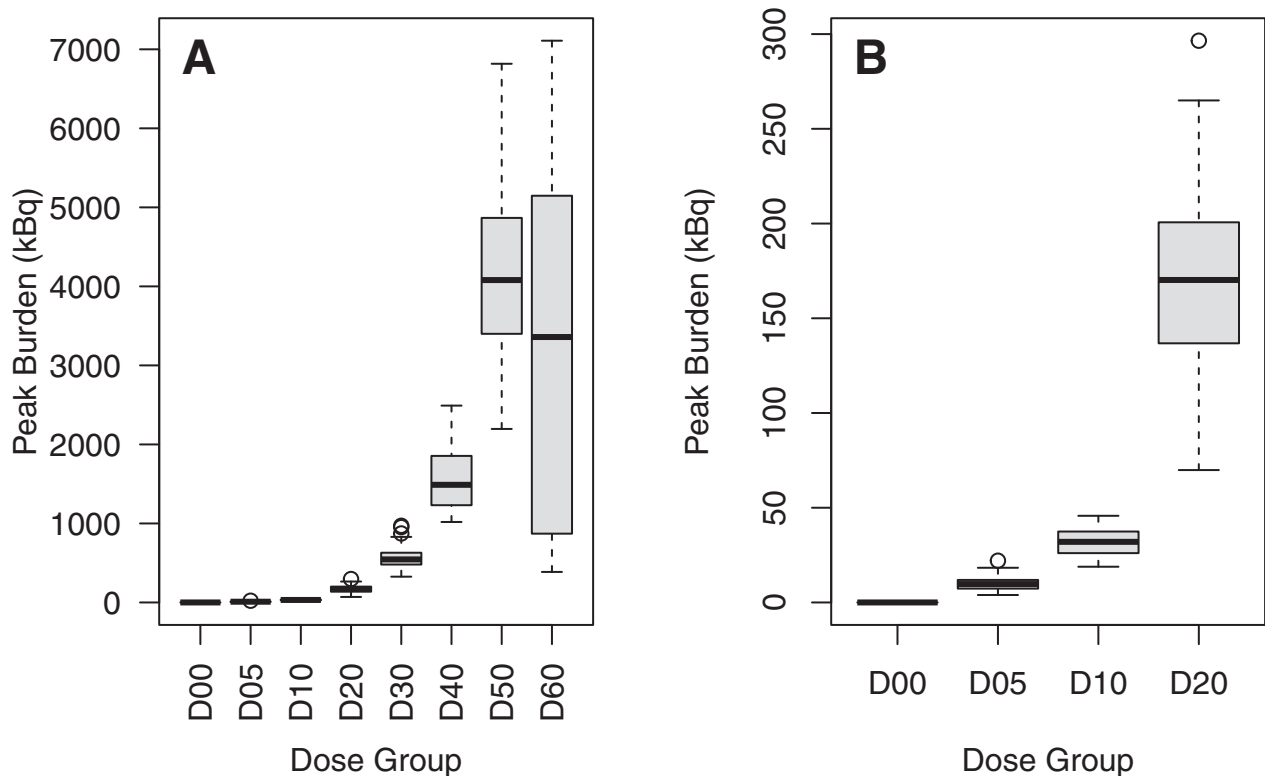 A
7000
6000
5000
4000
3000
2000
1000
0
Peak Burden (kBq)
D00 D05 D10 D20 D30 D40 D50 D60
Dose Group
B
300
250
200
150
100
50
0
Peak Burden (kBq)
D00 D05 D10 D20
Dose Group